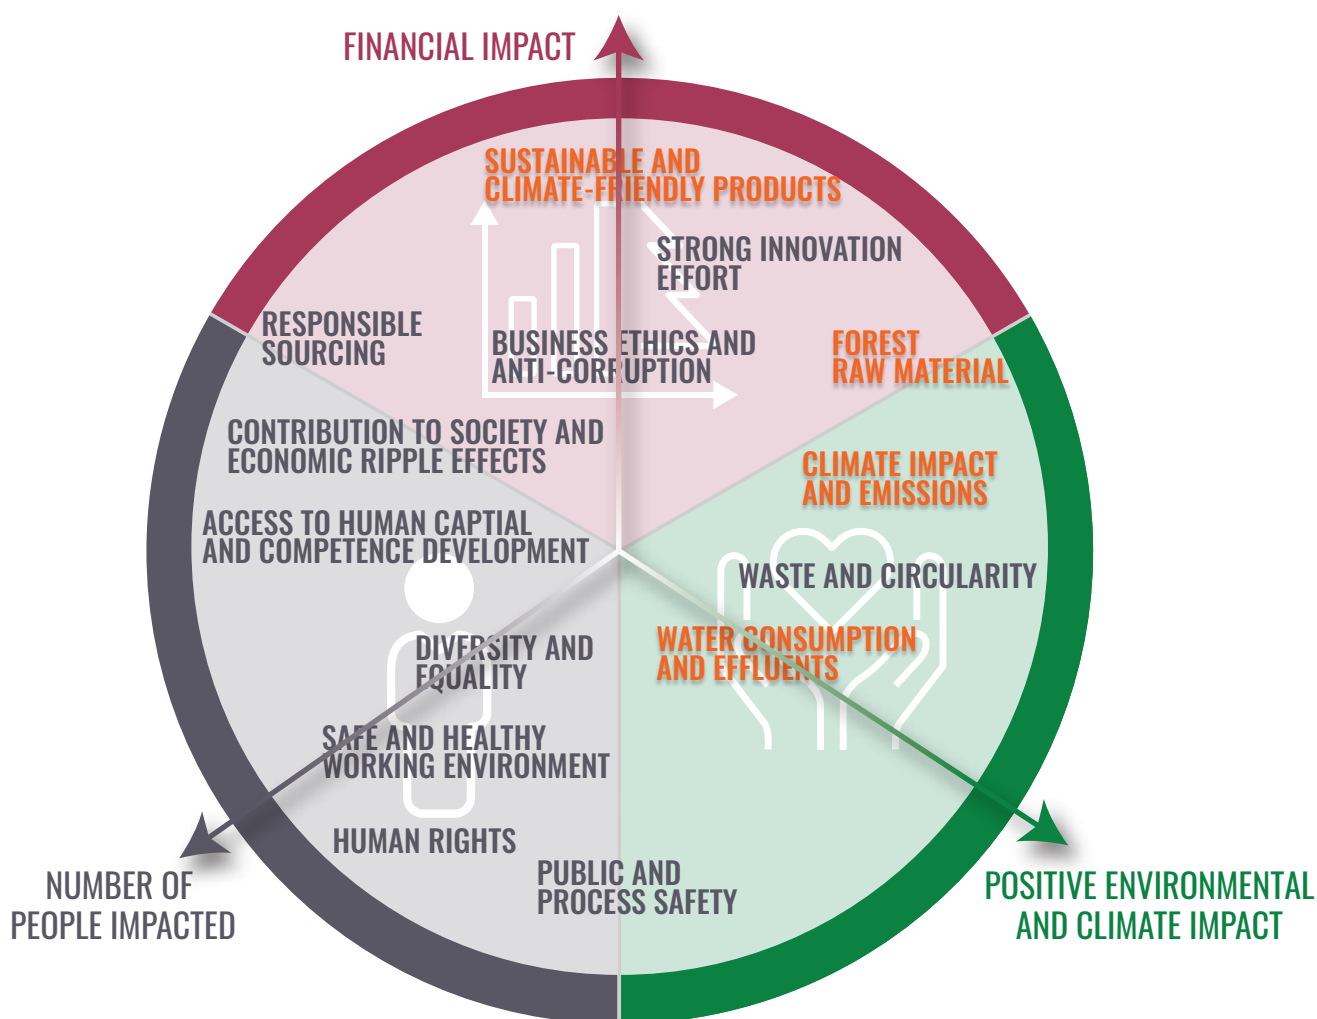 FINANCIAL IMPACT
SUSTAINABLE AND
CLIMATE-FRIENDLY PRODUCTS
STRONG INNOVATION
EFFORT
RESPONSIBLE
SOURCING
BUSINESS ETHICS AND
ANTI-CORRUPTION
FOREST
RAW MATERIAL
CONTRIBUTION TO SOCIETY AND
ECONOMIC RIPPLE EFFECTS
CLIMATE IMPACT
AND EMISSIONS
ACCESS TO HUMAN CAPTIAL
AND COMPETENCE DEVELOPMENT
WASTE AND CIRCULARITY
DIVERSITY AND
EQUALITY
WATER CONSUMPTION
AND EFFLUENTS
SAFE AND HEALTHY
WORKING ENVIRONMENT
HUMAN RIGHTS
PUBLIC AND
PROCESS SAFETY
NUMBER OF
PEOPLE IMPACTED
POSITIVE ENVIRONMENTAL
AND CLIMATE IMPACT